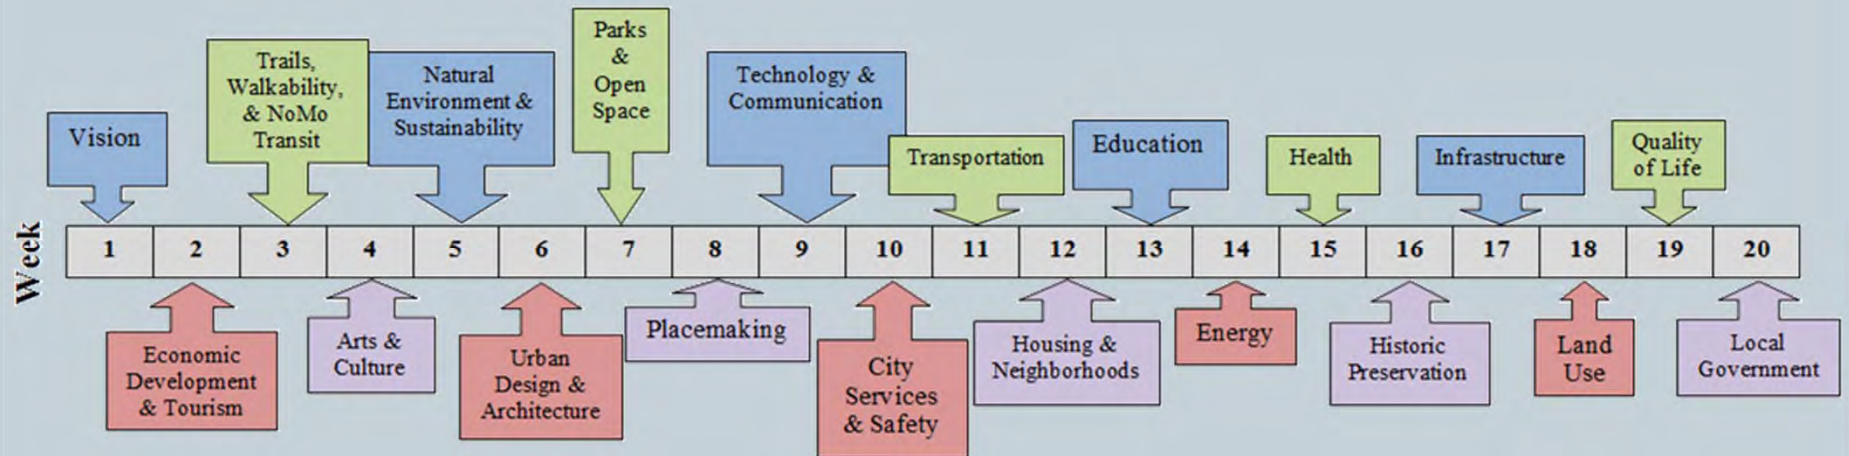 Vision
Trails,
Walkability,
& NoMo
Transit
Natural
Environment &
Sustainability
Parks
&
Open
Space
Technology &
Communication
Transportation
Education
Health
Infrastructure
Quality
of Life
Week
1 2 3 4 5 6 7 8 9 10 11 12 13 14 15 16 17 18 19 20
Economic
Development
& Tourism
Arts &
Culture
Urban
Design &
Architecture
Placemaking
City
Services
& Safety
Housing &
Neighborhoods
Energy
Historic
Preservation
Land
Use
Local
Government